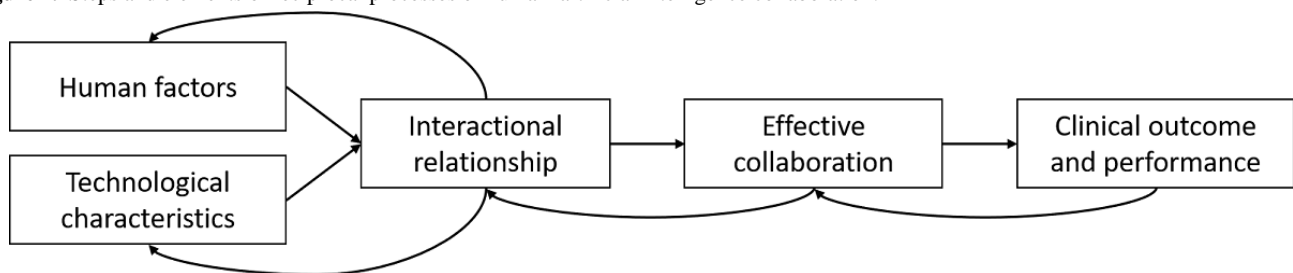 Human factors
Technological
characteristics
Interactional
relationship
Effective
collaboration
Clinical outcome
and performance